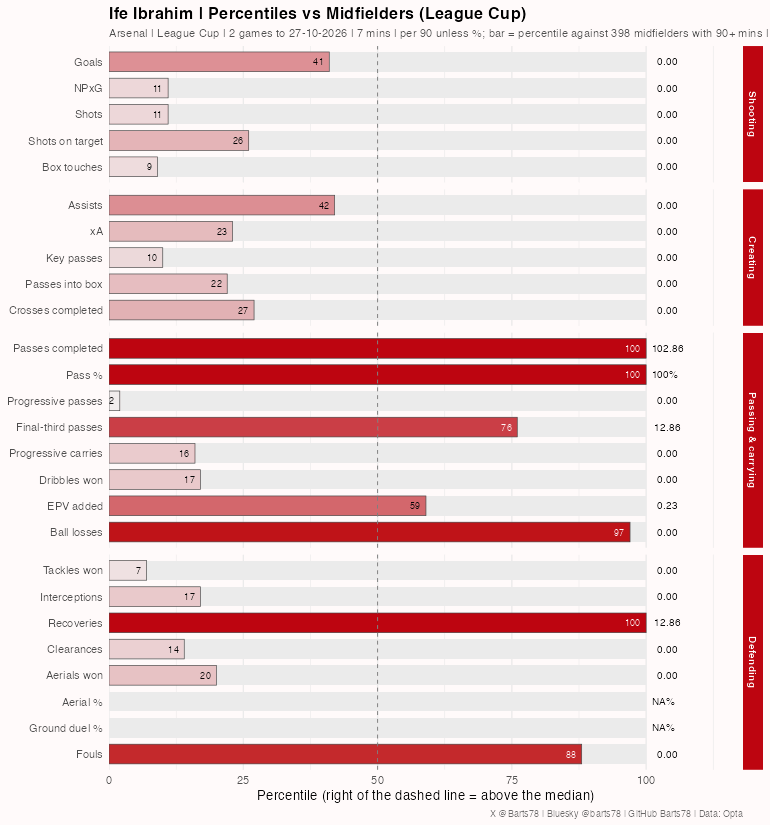 Ife Ibrahim | Percentiles vs Midfielders (League Cup)
Arsenal | League Cup | 2 games to 27-10-2026 | 7 mins | per 90 unless %; bar = percentile against 398 midfielders with 90+ mins |
Goals 41 0.00
NPxG 11 0.00
Shots 11 0.00
Shots on target 26 0.00
Box touches 9 0.00
Shooting
Assists 42 0.00
xA 23 0.00
Key passes 10 0.00
Passes into box 22 0.00
Crosses completed 27 0.00
Creating
Passes completed 100 102.86
Pass % 100 100%
Progressive passes 2 0.00
Final-third passes 76 12.86
Progressive carries 16 0.00
Dribbles won 17 0.00
EPV added 59 0.23
Ball losses 97 0.00
Passing & carrying
Tackles won 7 0.00
Interceptions 17 0.00
Recoveries 100 12.86
Clearances 14 0.00
Aerials won 20 0.00
Aerial % NA%
Ground duel % NA%
Fouls 88 0.00
Defending
0 25 50 75 100
Percentile (right of the dashed line = above the median)
X @Barts78 | Bluesky @barts78 | GitHub Barts78 | Data: Opta